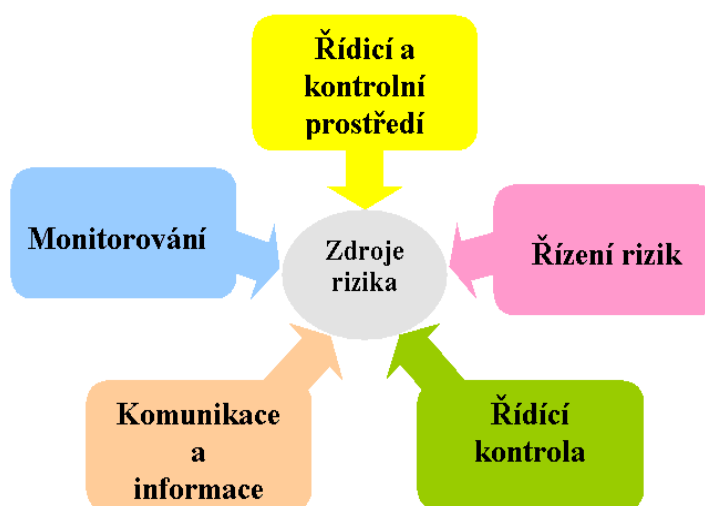 Řídicí a
kontrolní
prostředí
Monitorování
Zdroje
rizika
Řízení rizik
Komunikace
a
informace
Řídící
kontrola